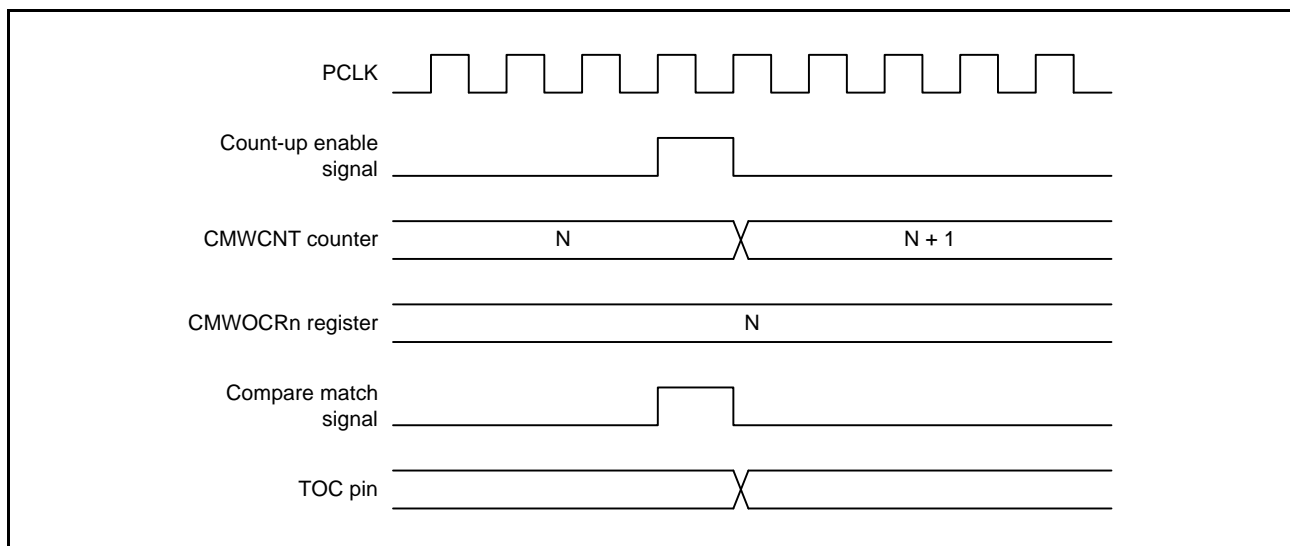 PCLK
Count-up enable
signal
CMWCNT counter
N
N + 1
CMWOCRn register
N
Compare match
signal
TOC pin